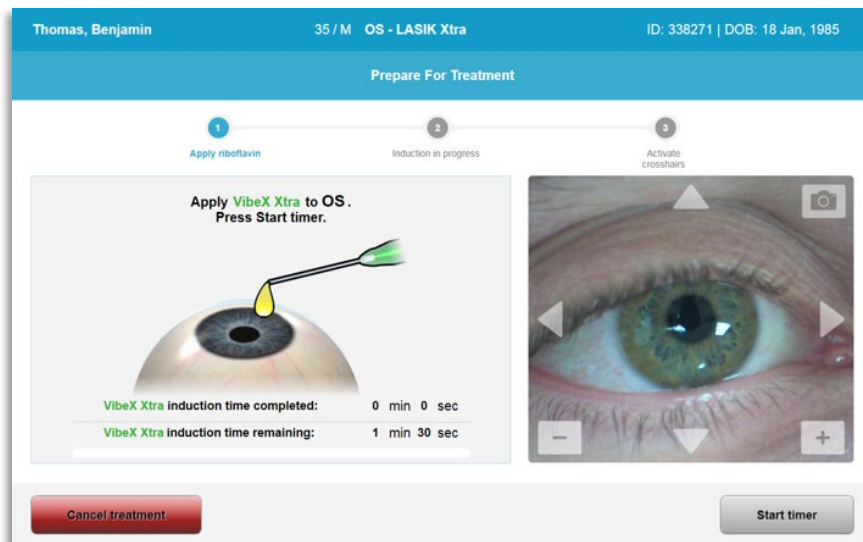 Thomas, Benjamin 35 / M OS - LASIK Xtra ID: 338271 | DOB: 18 Jan, 1985
Prepare For Treatment
1 2 3
Apply riboflavin Induction in progress Activate
crosshairs
Apply VibeX Xtra to OS.
Press Start timer.
VibeX Xtra induction time completed: 0 min 0 sec
VibeX Xtra induction time remaining: 1 min 30 sec
− +
Cancel treatment Start timer